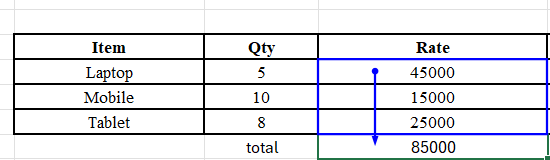 Item Qty Rate
Laptop 5 45000
Mobile 10 15000
Tablet 8 25000
total 85000